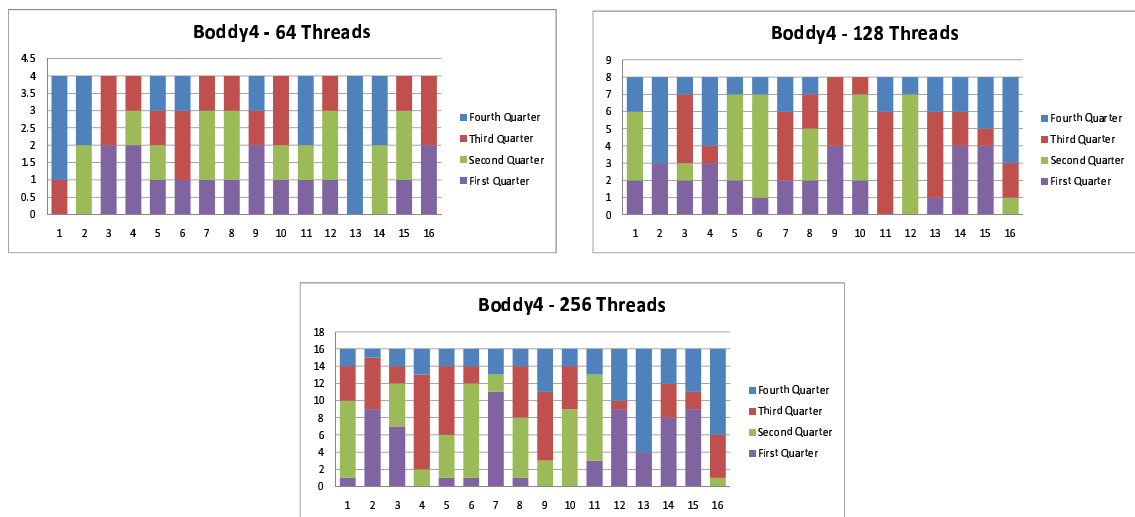 Boddy4 - 64 Threads
4.5
4
3.5
3
2.5
2
1.5
1
0.5
0
1 2 3 4 5 6 7 8 9 10 11 12 13 14 15 16
Fourth Quarter
Third Quarter
Second Quarter
First Quarter
Boddy4 - 128 Threads
9
8
7
6
5
4
3
2
1
0
1 2 3 4 5 6 7 8 9 10 11 12 13 14 15 16
Fourth Quarter
Third Quarter
Second Quarter
First Quarter
Boddy4 - 256 Threads
18
16
14
12
10
8
6
4
2
0
1 2 3 4 5 6 7 8 9 10 11 12 13 14 15 16
Fourth Quarter
Third Quarter
Second Quarter
First Quarter